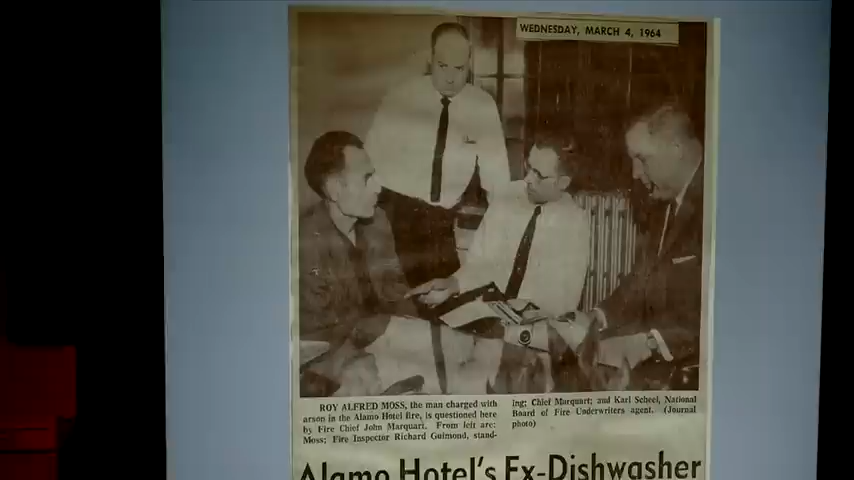 WEDNESDAY, MARCH 4, 1964
ROY ALFRED MOSS, the man charged with
arson in the Alamo Hotel fire, is questioned here
by Fire Chief John Marquart. From left are:
Moss; Fire Inspector Richard Guimond, stand-
ing; Chief Marquart; and Karl Scheel, National
Board of Fire Underwriters agent. (Journal
photo)
Alamo Hotel's Ex-Dishwasher